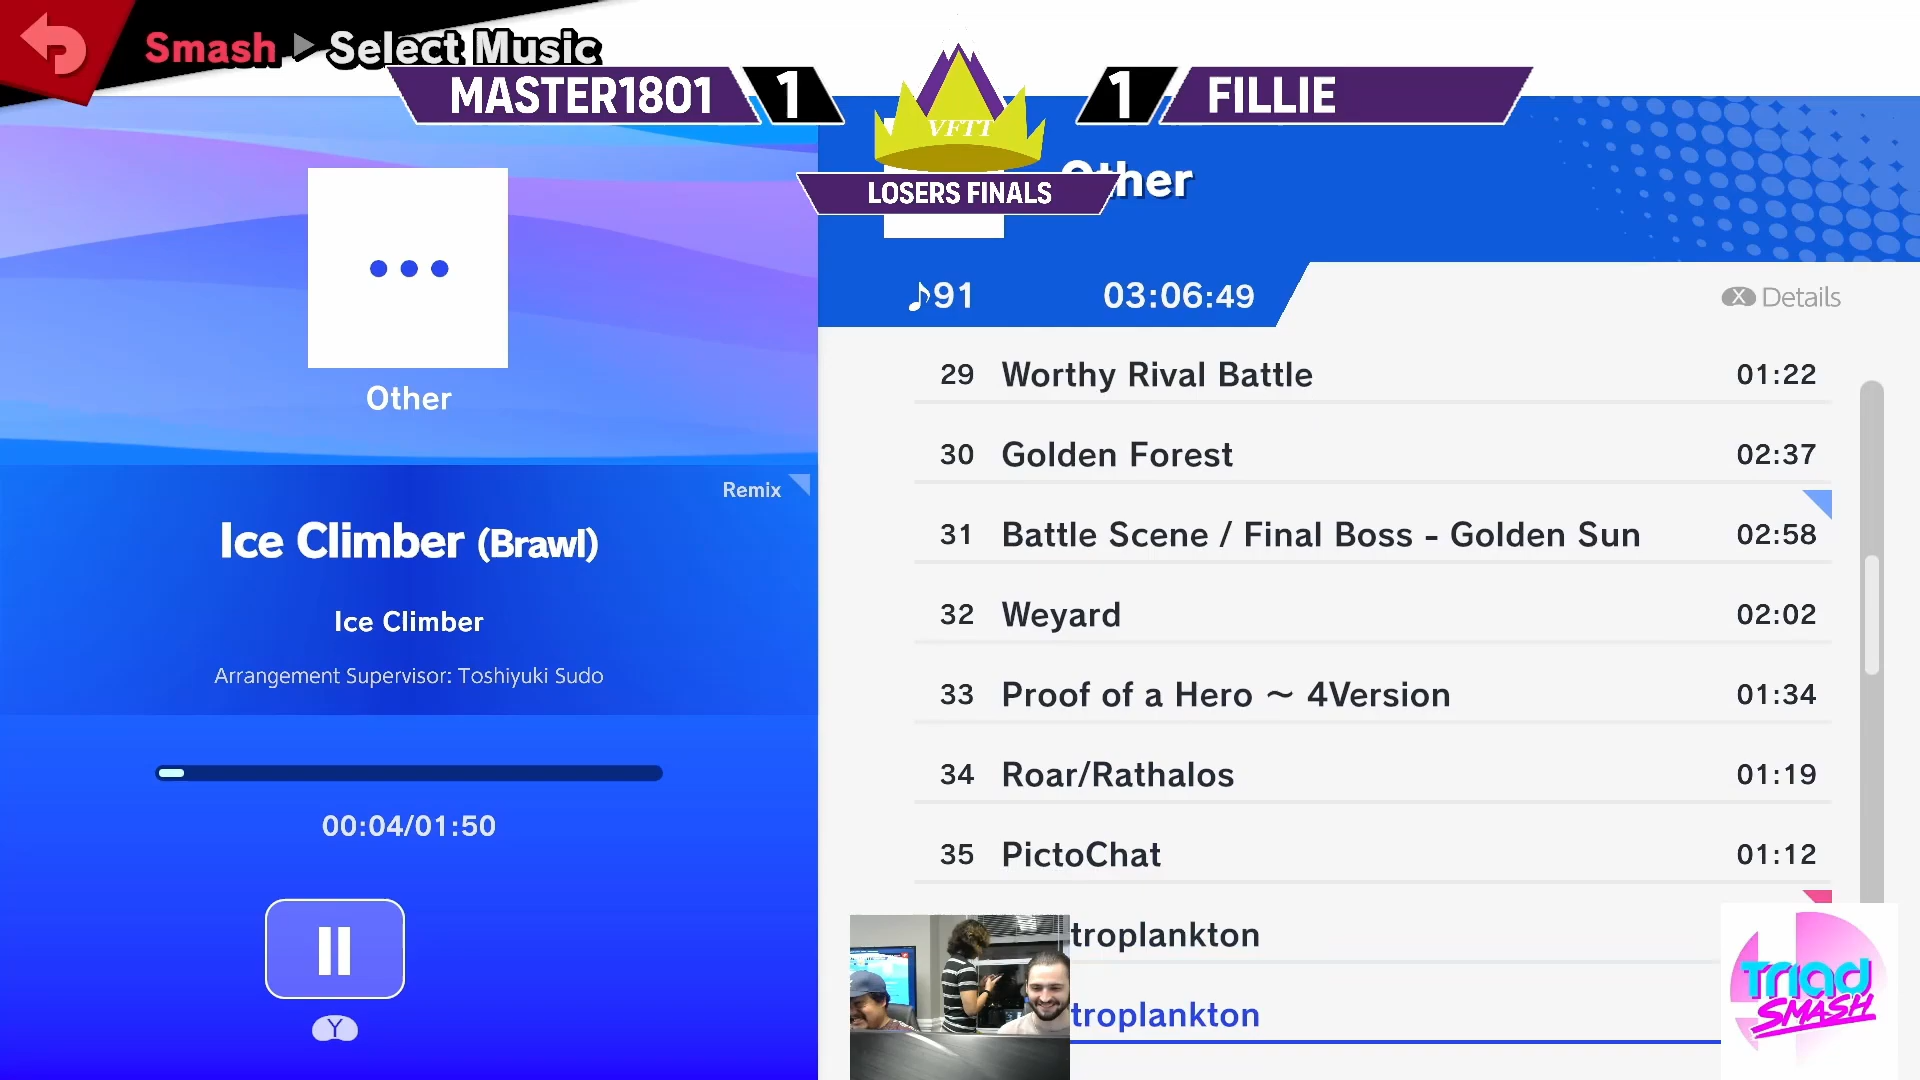 Smash ▶ Select Music
MASTER1801 1
1 FILLIE
VFTT
LOSERS FINALS
Other
Other
♪91 03:06:49
X Details
Remix
Ice Climber (Brawl)
Ice Climber
Arrangement Supervisor: Toshiyuki Sudo
00:04/01:50
Y
29 Worthy Rival Battle 01:22
30 Golden Forest 02:37
31 Battle Scene / Final Boss - Golden Sun 02:58
32 Weyard 02:02
33 Proof of a Hero ~ 4Version 01:34
34 Roar/Rathalos 01:19
35 PictoChat 01:12
troplankton
troplankton
Triad
SMASH